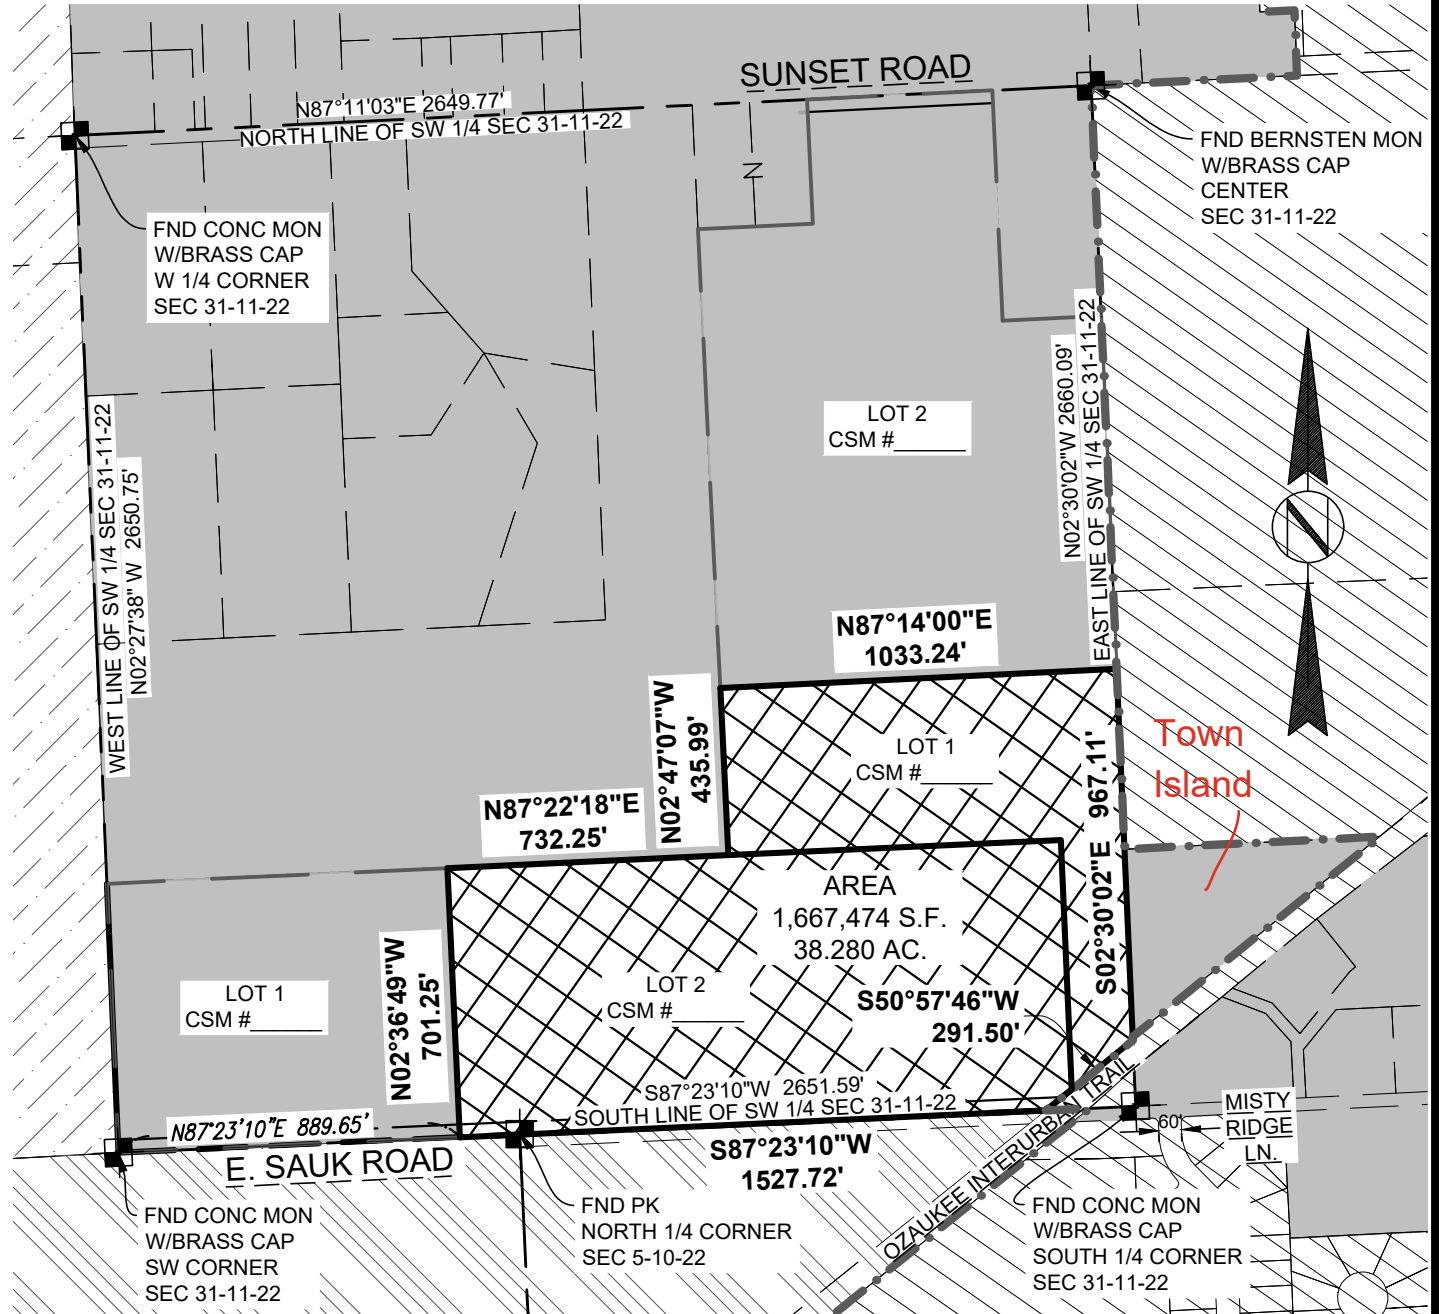 SUNSET ROAD
N87°11'03"E 2649.77'
NORTH LINE OF SW 1/4 SEC 31-11-22
FND BERNSTEN MON
W/BRASS CAP
CENTER
SEC 31-11-22
N
FND CONC MON
W/BRASS CAP
W 1/4 CORNER
SEC 31-11-22
WEST LINE OF SW 1/4 SEC 31-11-22
N02°27'38" W 2650.75'
LOT 2
CSM #______
N02°30'02"W 2660.09'
EAST LINE OF SW 1/4 SEC 31-11-22
N
N87°14'00"E
1033.24'
N02°47'07"W
435.99'
LOT 1
CSM #______
Town
Island
S02°30'02"E 967.11'
N87°22'18"E
732.25'
AREA
1,667,474 S.F.
38.280 AC.
N02°36'49"W
701.25'
LOT 1
CSM #______
LOT 2
CSM #______
S50°57'46"W
291.50'
S87°23'10"W 2651.59'
SOUTH LINE OF SW 1/4 SEC 31-11-22
N87°23'10"E 889.65'
E. SAUK ROAD
S87°23'10"W
1527.72'
OZAUKEE INTERURBAN TRAIL
60'
MISTY
RIDGE
LN.
FND CONC MON
W/BRASS CAP
SW CORNER
SEC 31-11-22
FND PK
NORTH 1/4 CORNER
SEC 5-10-22
FND CONC MON
W/BRASS CAP
SOUTH 1/4 CORNER
SEC 31-11-22